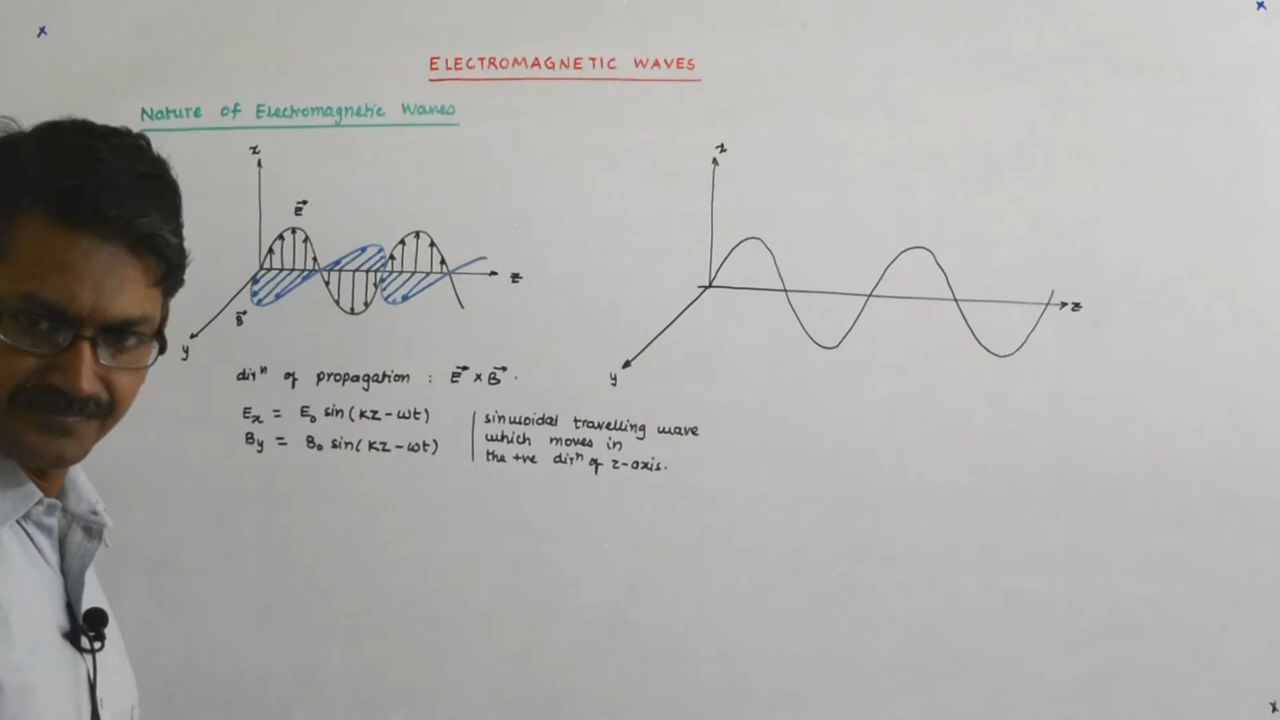 ELECTROMAGNETIC WAVES
Nature of Electromagnetic Waves
x
E⃗
z
B⃗
y
x
z
y
dirⁿ of propagation : E⃗ × B⃗ .
Eₓ = E₀ sin(kz - ωt)
By = B₀ sin(kz - ωt)
sinusoidal travelling wave
which moves in
the +ve dirⁿ of z-axis.